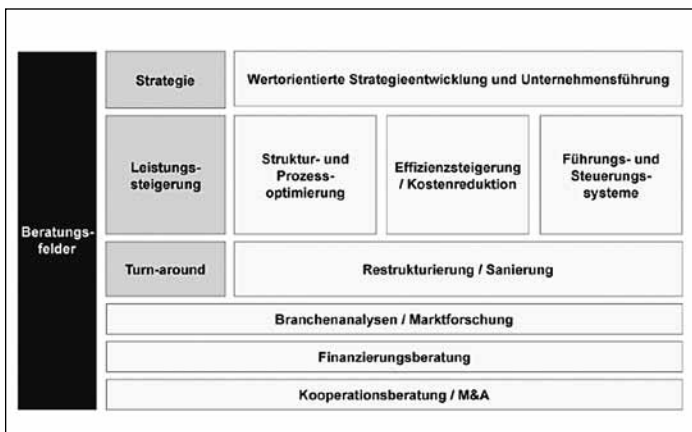 Beratungs-
felder
Strategie
Wertorientierte Strategieentwicklung und Unternehmensführung
Leistungs-
steigerung
Struktur- und
Prozess-
optimierung
Effizienzsteigerung
/ Kostenreduktion
Führungs- und
Steuerungs-
systeme
Turn-around
Restrukturierung / Sanierung
Branchenanalysen / Marktforschung
Finanzierungsberatung
Kooperationsberatung / M&A